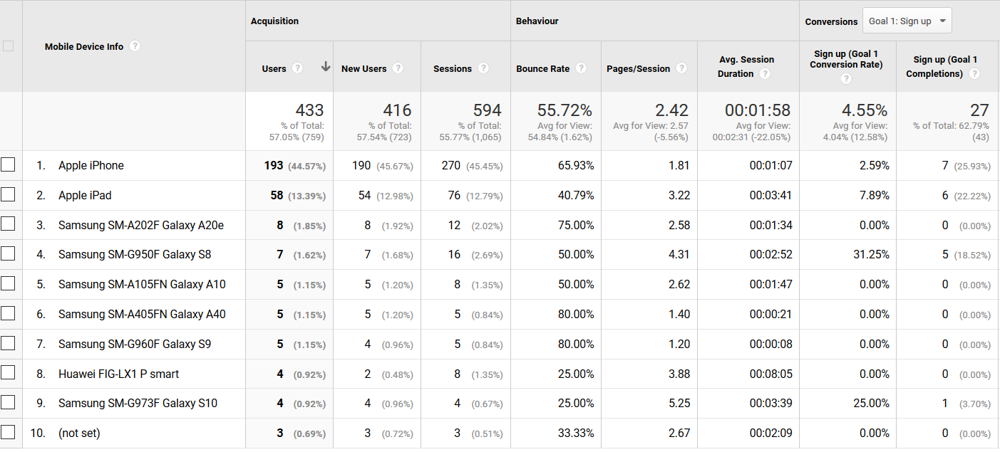 Acquisition Behaviour Conversions Goal 1: Sign up
Mobile Device Info ?
Users ? New Users ? Sessions ? Bounce Rate ? Pages/Session ? Avg. Session Duration ? Sign up (Goal 1 Conversion Rate) ? Sign up (Goal 1 Completions) ?
433 416 594 55.72% 2.42 00:01:58 4.55% 27
% of Total: % of Total: % of Total: Avg for View: Avg for View: 2.57 Avg for View: Avg for View: % of Total: 62.79%
57.05% (759) 57.54% (723) 55.77% (1,065) 54.84% (1.62%) (-5.56%) 00:02:31 (-22.05%) 4.04% (12.58%) (43)
1. Apple iPhone 193 (44.57%) 190 (45.67%) 270 (45.45%) 65.93% 1.81 00:01:07 2.59% 7 (25.93%)
2. Apple iPad 58 (13.39%) 54 (12.98%) 76 (12.79%) 40.79% 3.22 00:03:41 7.89% 6 (22.22%)
3. Samsung SM-A202F Galaxy A20e 8 (1.85%) 8 (1.92%) 12 (2.02%) 75.00% 2.58 00:01:34 0.00% 0 (0.00%)
4. Samsung SM-G950F Galaxy S8 7 (1.62%) 7 (1.68%) 16 (2.69%) 50.00% 4.31 00:02:52 31.25% 5 (18.52%)
5. Samsung SM-A105FN Galaxy A10 5 (1.15%) 5 (1.20%) 8 (1.35%) 50.00% 2.62 00:01:47 0.00% 0 (0.00%)
6. Samsung SM-A405FN Galaxy A40 5 (1.15%) 5 (1.20%) 5 (0.84%) 80.00% 1.40 00:00:21 0.00% 0 (0.00%)
7. Samsung SM-G960F Galaxy S9 5 (1.15%) 4 (0.96%) 5 (0.84%) 80.00% 1.20 00:00:08 0.00% 0 (0.00%)
8. Huawei FIG-LX1 P smart 4 (0.92%) 2 (0.48%) 8 (1.35%) 25.00% 3.88 00:08:05 0.00% 0 (0.00%)
9. Samsung SM-G973F Galaxy S10 4 (0.92%) 4 (0.96%) 4 (0.67%) 25.00% 5.25 00:03:39 25.00% 1 (3.70%)
10. (not set) 3 (0.69%) 3 (0.72%) 3 (0.51%) 33.33% 2.67 00:02:09 0.00% 0 (0.00%)